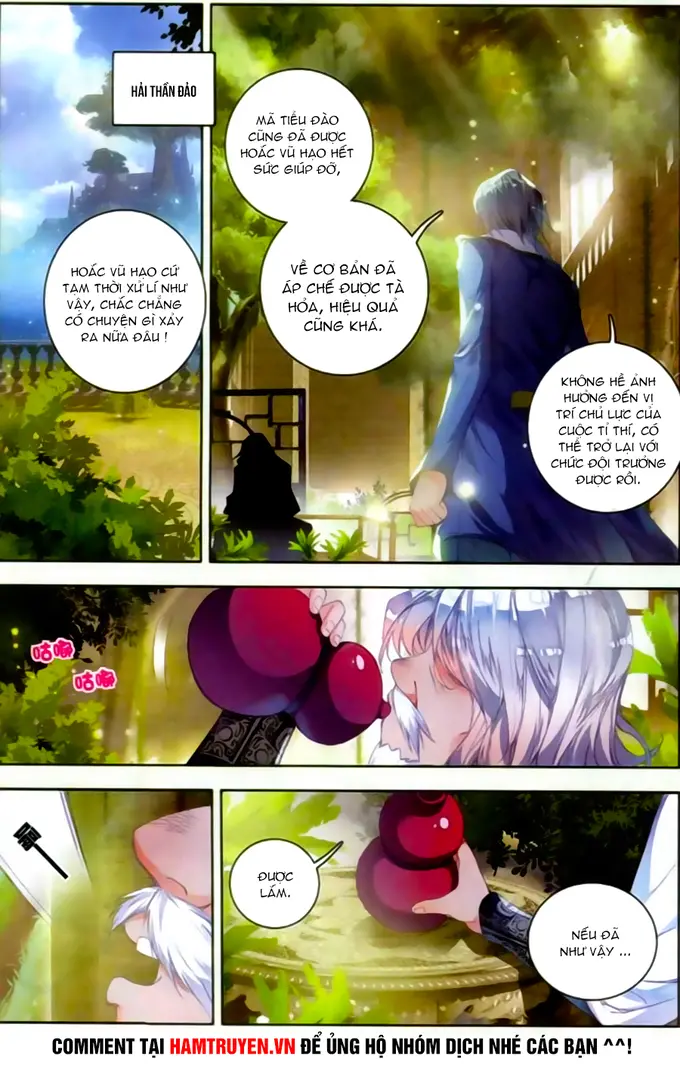 HẢI THẦN ĐẢO
HOẮC VŨ HẠO CỨ
TẠM THỜI XỬ LÍ NHƯ
VẬY, CHẮC CHẮNG
CÓ CHUYỆN GÌ XẢY
RA NỮA ĐÂU !
MÃ TIỂU ĐÀO
CŨNG ĐÃ ĐƯỢC
HOẮC VŨ HẠO HẾT
SỨC GIÚP ĐỠ,
VỀ CƠ BẢN ĐÃ
ÁP CHẾ ĐƯỢC TÀ
HỎA, HIỆU QUẢ
CŨNG KHÁ.
KHÔNG HỀ ẢNH
HƯỞNG ĐẾN VỊ
TRÍ CHỦ LỰC CỦA
CUỘC TỈ THÍ, CÓ
THỂ TRỞ LẠI VỚI
CHỨC ĐỘI TRƯỞNG
ĐƯỢC RỒI.
咕嘟
咕嘟
ĐƯỢC
LẮM.
NẾU ĐÃ
NHƯ VẬY ...
COMMENT TẠI HAMTRUYEN.VN ĐỂ ỦNG HỘ NHÓM DỊCH NHÉ CÁC BẠN ^^!